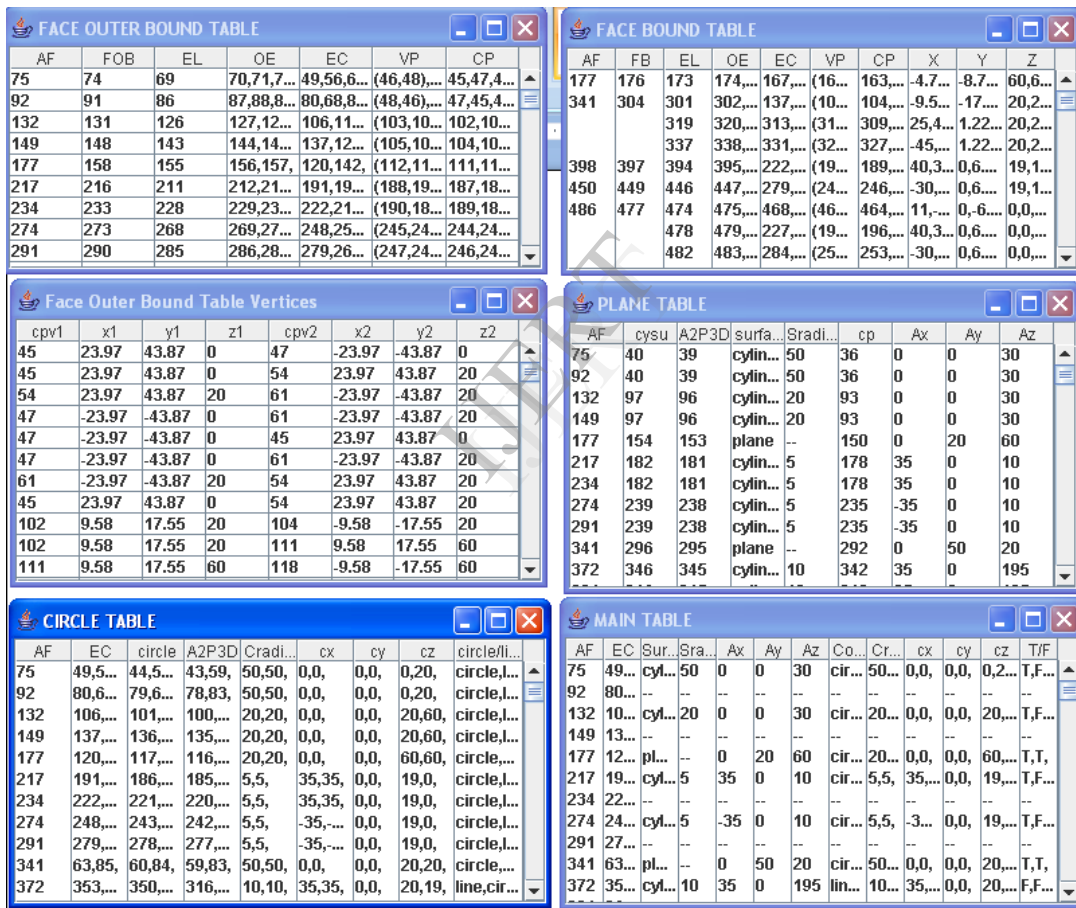 FACE OUTER BOUND TABLE
AF FOB EL OE EC VP CP
75 74 69 70,71,7... 49,56,6... (46,48),... 45,47,4...
92 91 86 87,88,8... 80,68,8... (48,46),... 47,45,4...
132 131 126 127,12... 106,11... (103,10... 102,10...
149 148 143 144,14... 137,12... (105,10... 104,10...
177 158 155 156,157, 120,142, (112,11... 111,11...
217 216 211 212,21... 191,19... (188,19... 187,18...
234 233 228 229,23... 222,21... (190,18... 189,18...
274 273 268 269,27... 248,25... (245,24... 244,24...
291 290 285 286,28... 279,26... (247,24... 246,24...
FACE BOUND TABLE
AF FB EL OE EC VP CP X Y Z
177 176 173 174,... 167,... (16... 163,... -4.7... -8.7... 60,6...
341 304 301 302,... 137,... (10... 104,... -9.5... -17.... 20,2...
319 320,... 313,... (31... 309,... 25,4... 1.22... 20,2...
337 338,... 331,... (32... 327,... -45,... 1.22... 20,2...
398 397 394 395,... 222,... (19... 189,... 40,3... 0,6.... 19,1...
450 449 446 447,... 279,... (24... 246,... -30,... 0,6.... 19,1...
486 477 474 475,... 468,... (46... 464,... 11,-... 0,-6.... 0,0,...
478 479,... 227,... (19... 196,... 40,3... 0,6.... 0,0,...
482 483,... 284,... (25... 253,... -30,... 0,6.... 0,0,...
Face Outer Bound Table Vertices
cpv1 x1 y1 z1 cpv2 x2 y2 z2
45 23.97 43.87 0 47 -23.97 -43.87 0
45 23.97 43.87 0 54 23.97 43.87 20
54 23.97 43.87 20 61 -23.97 -43.87 20
47 -23.97 -43.87 0 61 -23.97 -43.87 20
47 -23.97 -43.87 0 45 23.97 43.87 0
47 -23.97 -43.87 0 61 -23.97 -43.87 20
61 -23.97 -43.87 20 54 23.97 43.87 20
45 23.97 43.87 0 54 23.97 43.87 20
102 9.58 17.55 20 104 -9.58 -17.55 20
102 9.58 17.55 20 111 9.58 17.55 60
111 9.58 17.55 60 118 -9.58 -17.55 60
PLANE TABLE
AF cysu A2P3D surfa... Sradi... cp Ax Ay Az
75 40 39 cylin... 50 36 0 0 30
92 40 39 cylin... 50 36 0 0 30
132 97 96 cylin... 20 93 0 0 30
149 97 96 cylin... 20 93 0 0 30
177 154 153 plane -- 150 0 20 60
217 182 181 cylin... 5 178 35 0 10
234 182 181 cylin... 5 178 35 0 10
274 239 238 cylin... 5 235 -35 0 10
291 239 238 cylin... 5 235 -35 0 10
341 296 295 plane -- 292 0 50 20
372 346 345 cylin... 10 342 35 0 195
IJERT
CIRCLE TABLE
AF EC circle A2P3D Cradi... cx cy cz circle/li...
75 49,5... 44,5... 43,59, 50,50, 0,0, 0,0, 0,20, circle,l...
92 80,6... 79,6... 78,83, 50,50, 0,0, 0,0, 0,20, circle,l...
132 106,... 101,... 100,... 20,20, 0,0, 0,0, 20,60, circle,l...
149 137,... 136,... 135,... 20,20, 0,0, 0,0, 20,60, circle,l...
177 120,... 117,... 116,... 20,20, 0,0, 0,0, 60,60, circle,...
217 191,... 186,... 185,... 5,5, 35,35, 0,0, 19,0, circle,l...
234 222,... 221,... 220,... 5,5, 35,35, 0,0, 19,0, circle,l...
274 248,... 243,... 242,... 5,5, -35,-... 0,0, 19,0, circle,l...
291 279,... 278,... 277,... 5,5, -35,-... 0,0, 19,0, circle,l...
341 63,85, 60,84, 59,83, 50,50, 0,0, 0,0, 20,20, circle,...
372 353,... 350,... 316,... 10,10, 35,35, 0,0, 20,19, line,cir...
MAIN TABLE
AF EC Sur... Sra... Ax Ay Az Co... Cr... cx cy cz T/F
75 49... cyl... 50 0 0 30 cir... 50... 0,0, 0,0, 0,2... T,F...
92 80... -- -- -- -- -- -- -- -- -- -- --
132 10... cyl... 20 0 0 30 cir... 20... 0,0, 0,0, 20,... T,F...
149 13... -- -- -- -- -- -- -- -- -- -- --
177 12... pl... -- 0 20 60 cir... 20... 0,0, 0,0, 60,... T,T,
217 19... cyl... 5 35 0 10 cir... 5,5, 35,... 0,0, 19,... T,F...
234 22... -- -- -- -- -- -- -- -- -- -- --
274 24... cyl... 5 -35 0 10 cir... 5,5, -3... 0,0, 19,... T,F...
291 27... -- -- -- -- -- -- -- -- -- -- --
341 63... pl... -- 0 50 20 cir... 50... 0,0, 0,0, 20,... T,T,
372 35... cyl... 10 35 0 195 lin... 10... 35,... 0,0, 20,... F,F...